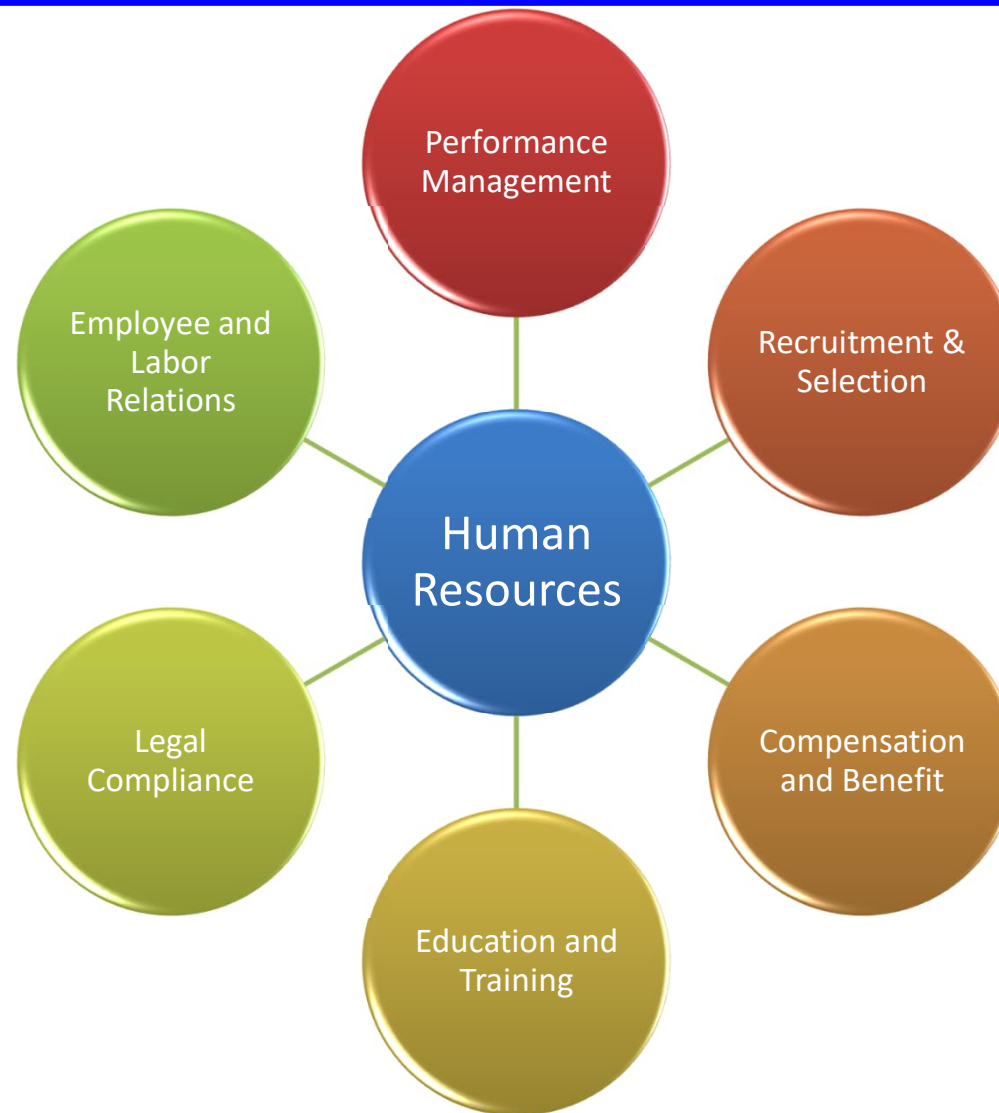 Performance
Management
Employee and
Labor
Relations
Recruitment &
Selection
Human
Resources
Legal
Compliance
Compensation
and Benefit
Education and
Training